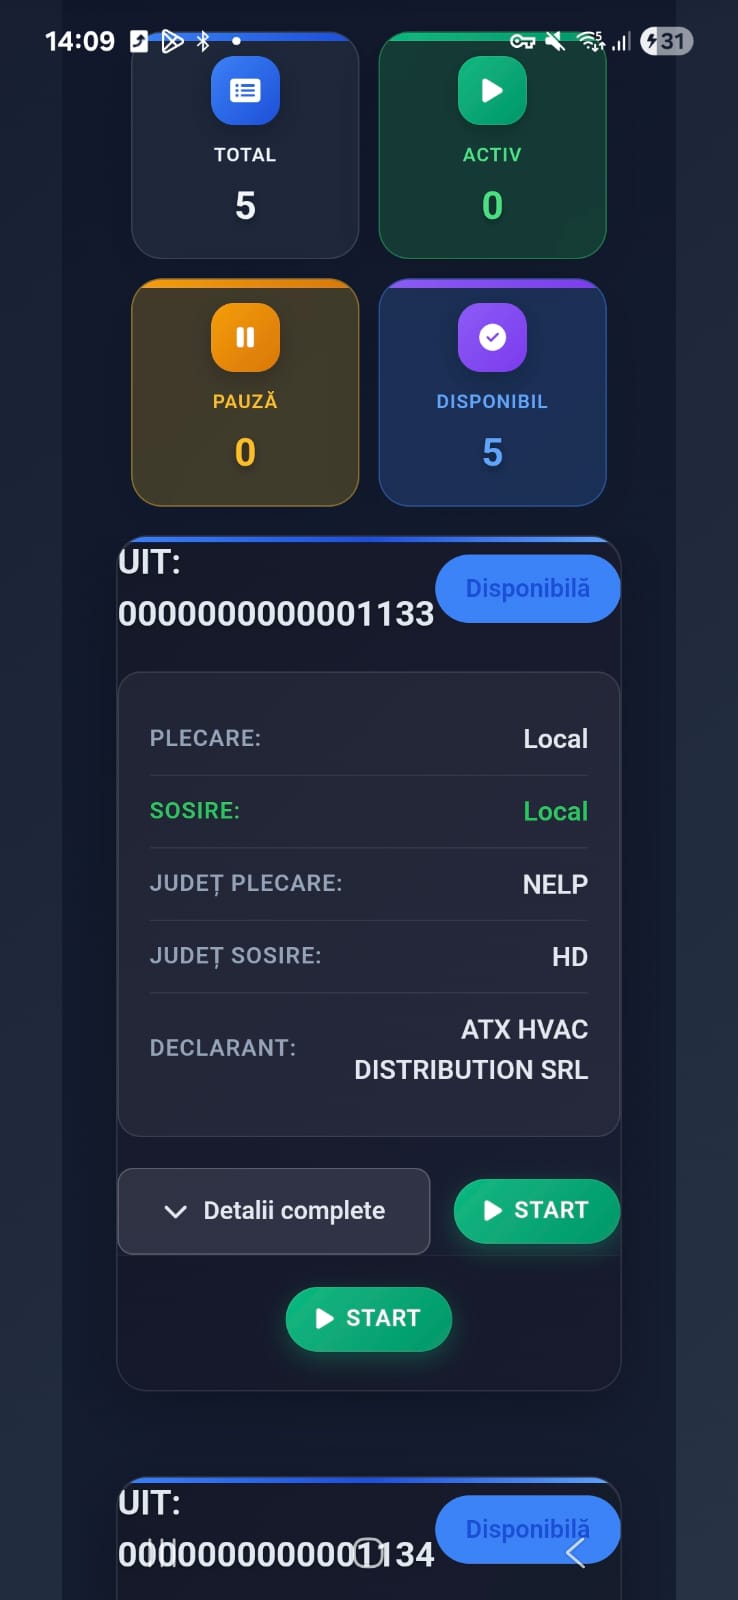 14:09
5
31
TOTAL
5
ACTIV
0
PAUZĂ
0
DISPONIBIL
5
UIT:
0000000000001133
Disponibilă
PLECARE:
Local
SOSIRE:
Local
JUDEȚ PLECARE:
NELP
JUDEȚ SOSIRE:
HD
DECLARANT:
ATX HVAC
DISTRIBUTION SRL
Detalii complete
START
START
UIT:
0000000000001134
Disponibilă